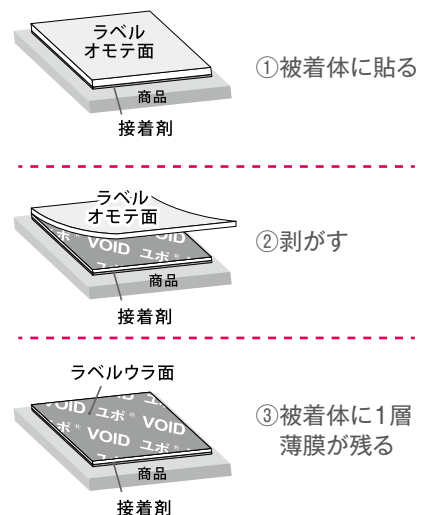 ラベル
オモテ面
①被着体に貼る
商品
接着剤
ラベル
オモテ面
VOID
VOID ユポ®
②剥がす
商品
接着剤
ラベルウラ面
VOID
ユポ® VOID
VOID ユポ®
③被着体に1層
薄膜が残る
商品
接着剤